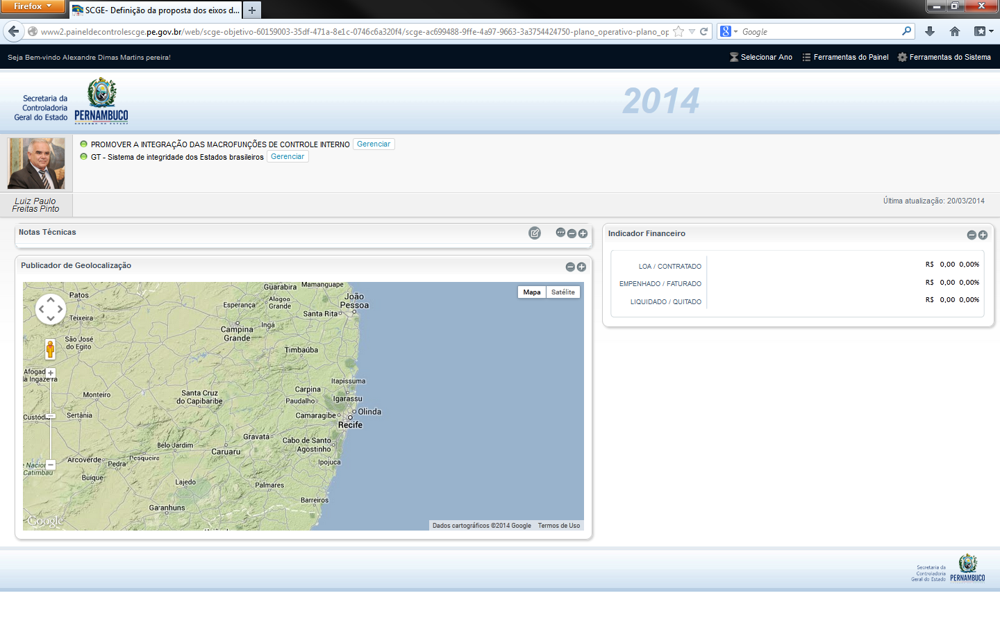 Firefox
SCGE- Definição da proposta dos eixos d...
www2.paineldecontrolescge.pe.gov.br/web/scge-objetivo-60159003-35df-471a-8e1c-0746c6a320f4/scge-ac699488-9ffe-4a97-9663-3a3754424750-plano_operativo-plano_op
Google
Seja Bem-vindo Alexandre Dimas Martins pereira!
Selecionar Ano
Ferramentas do Painel
Ferramentas do Sistema
Secretaria da
Controladoria
Geral do Estado
PERNAMBUCO
GOVERNO DO ESTADO
2014
PROMOVER A INTEGRAÇÃO DAS MACROFUNÇÕES DE CONTROLE INTERNO Gerenciar
GT - Sistema de integridade dos Estados brasileiros Gerenciar
Luiz Paulo
Freitas Pinto
Última atualização: 20/03/2014
Notas Técnicas
Indicador Financeiro
LOA / CONTRATADO R$ 0,00 0,00%
EMPENHADO / FATURADO R$ 0,00 0,00%
LIQUIDADO / QUITADO R$ 0,00 0,00%
Publicador de Geolocalização
Mapa
Satélite
Patos
Guarabira
Mamanguape
Esperança
Alagoa
Grande
João
Pessoa
Teixeira
Santa Rita
Campina
Grande
Ingá
São José
do Egito
Timbaúba
Afogad
da Ingazeira
Itapissuma
Monteiro
Santa Cruz
do Capibaribe
Carpina
Igarassu
Paudalho
Olinda
Custód
Sertânia
Camaragibe
Recife
Gravatá
Belo Jardim
Cabo de Santo
Agostinho
Caruaru
Arcoverde
Pesqueira
Pedra
Ipojuca
e Nacion
Catimbau
Buíque
Lajedo
Palmares
Barreiros
Garanhuns
Google
Dados cartográficos ©2014 Google
Termos de Uso
Secretaria da
Controladoria
Geral do Estado
PERNAMBUCO